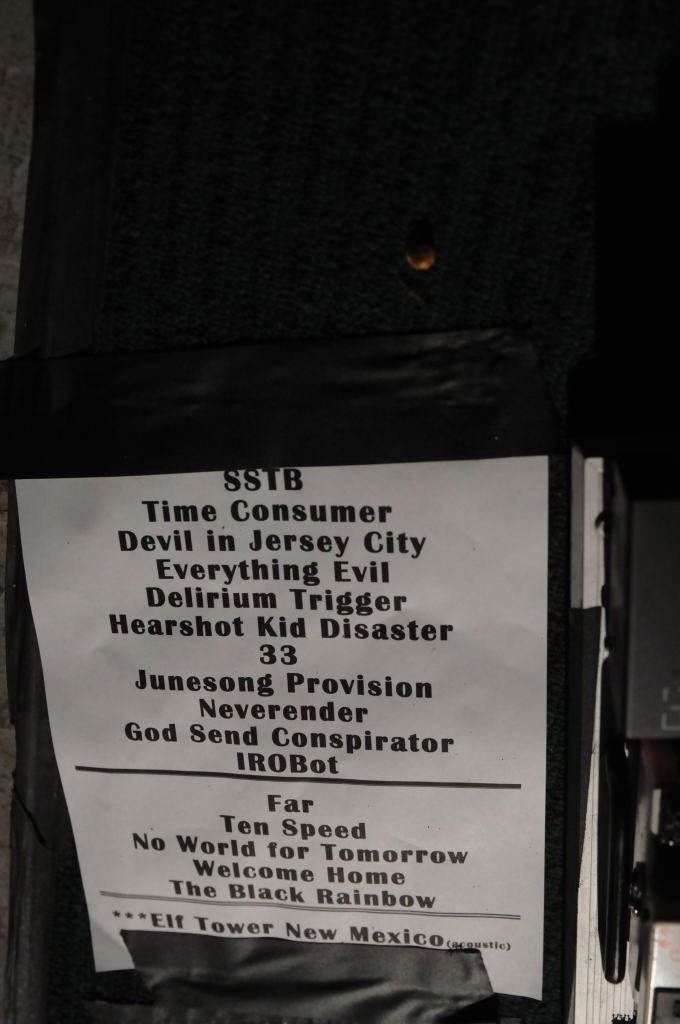 SSTB
Time Consumer
Devil in Jersey City
Everything Evil
Delirium Trigger
Hearshot Kid Disaster
33
Junesong Provision
Neverender
God Send Conspirator
IROBot
Far
Ten Speed
No World for Tomorrow
Welcome Home
The Black Rainbow
***Elf Tower New Mexico(acoustic)